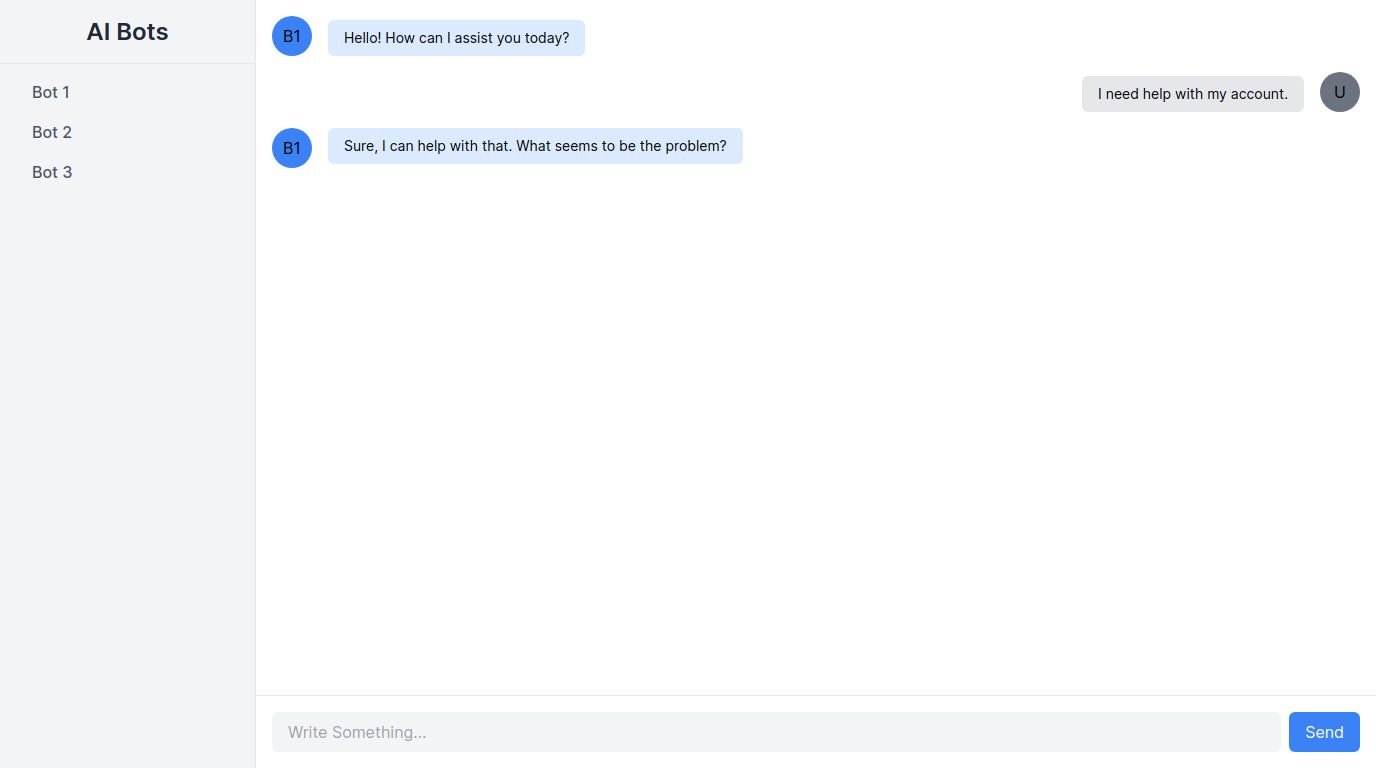 AI Bots
Bot 1
Bot 2
Bot 3
B1
Hello! How can I assist you today?
I need help with my account.
U
B1
Sure, I can help with that. What seems to be the problem?
Write Something...
Send